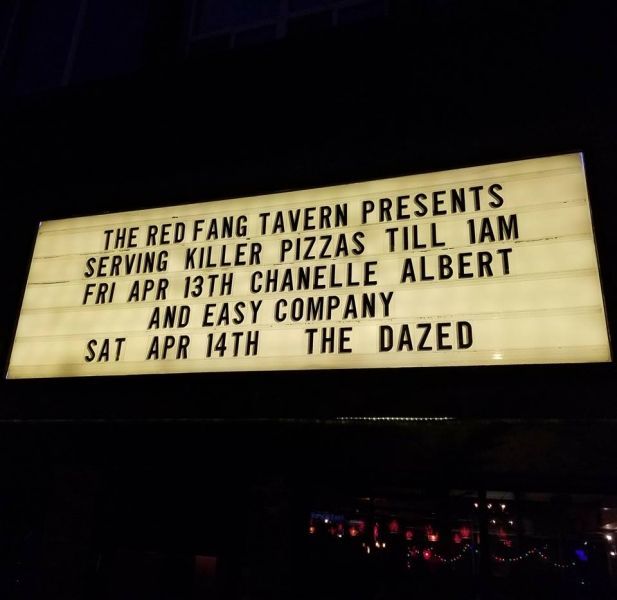 THE RED FANG TAVERN PRESENTS
SERVING KILLER PIZZAS TILL 1AM
FRI APR 13TH CHANELLE ALBERT
AND EASY COMPANY
SAT APR 14TH THE DAZED